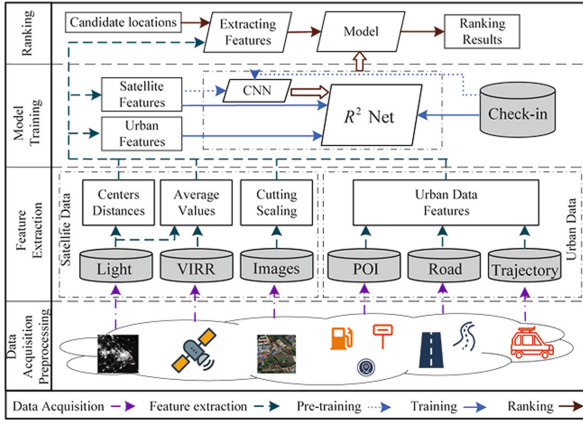 Ranking
Candidate locations
Extracting
Features
Model
Ranking
Results
Model
Training
Satellite
Features
Urban
Features
CNN
R² Net
Check-in
Feature
Extraction
Satellite Data
Centers
Distances
Average
Values
Cutting
Scaling
Urban Data
Features
Urban Data
Light
VIRR
Images
POI
Road
Trajectory
Data
Acquisition
Preprocessing
Data Acquisition
Feature extraction
Pre-training
Training
Ranking